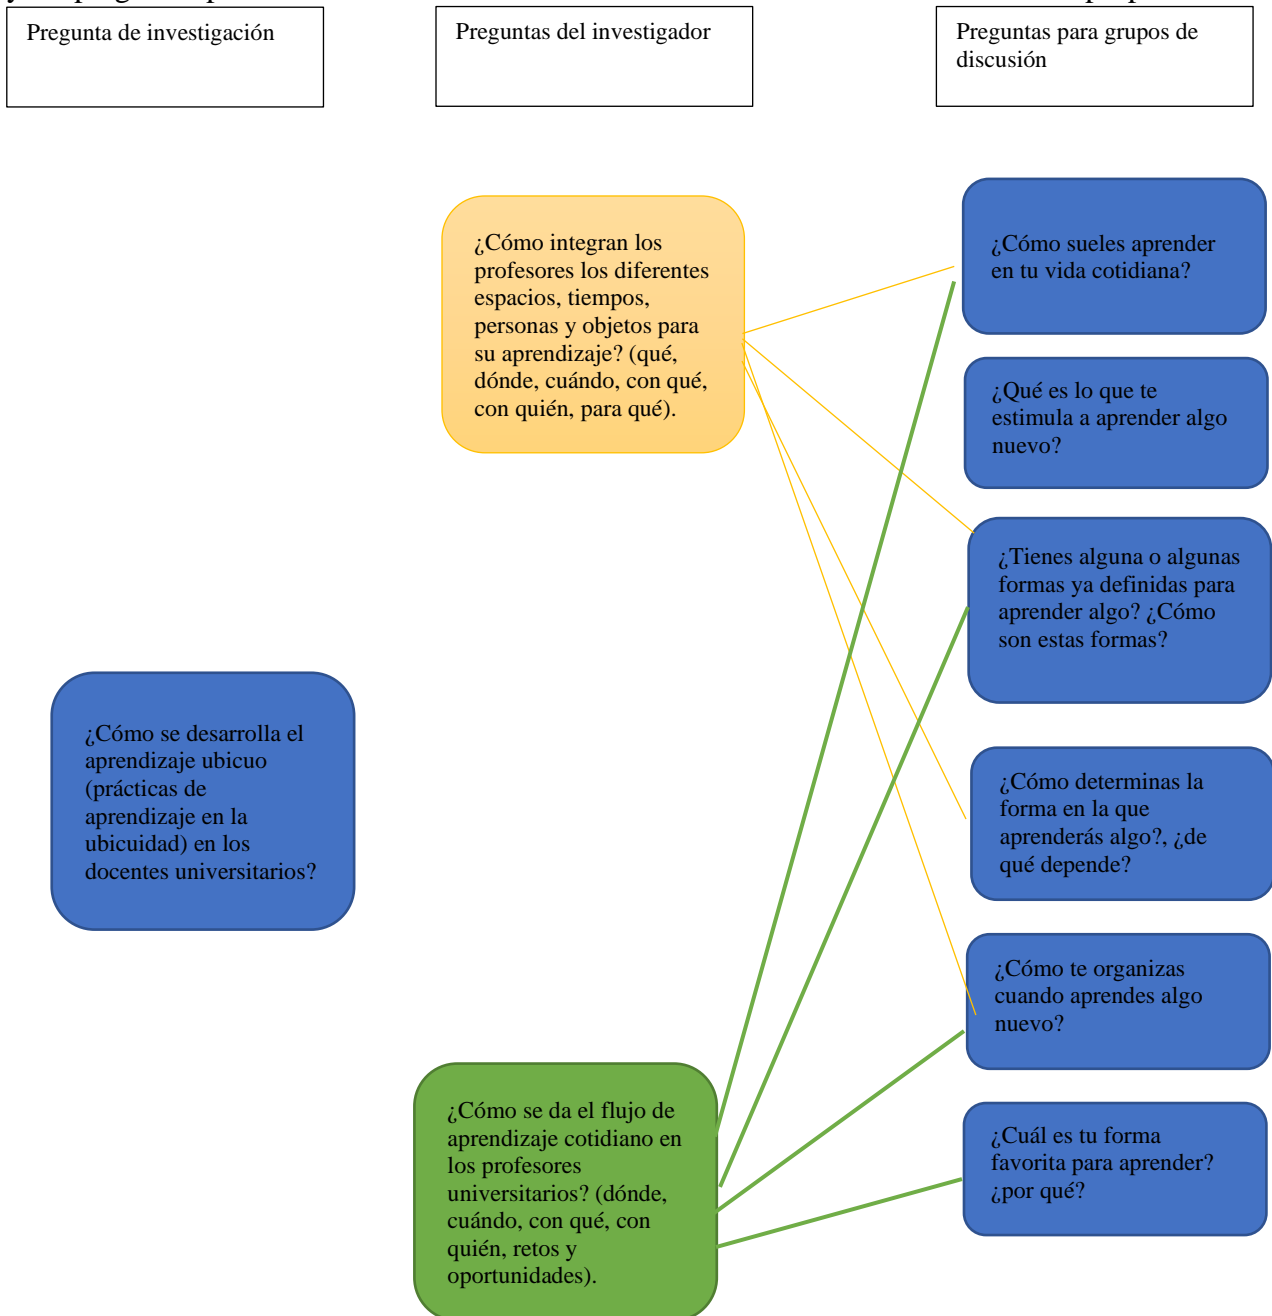 Pregunta de investigación
Preguntas del investigador
Preguntas para grupos de
discusión
¿Cómo integran los
profesores los diferentes
espacios, tiempos,
personas y objetos para
su aprendizaje? (qué,
dónde, cuándo, con qué,
con quién, para qué).
¿Cómo sueles aprender
en tu vida cotidiana?
¿Qué es lo que te
estimula a aprender algo
nuevo?
¿Tienes alguna o algunas
formas ya definidas para
aprender algo? ¿Cómo
son estas formas?
¿Cómo se desarrolla el
aprendizaje ubicuo
(prácticas de
aprendizaje en la
ubicuidad) en los
docentes universitarios?
¿Cómo determinas la
forma en la que
aprenderás algo?, ¿de
qué depende?
¿Cómo te organizas
cuando aprendes algo
nuevo?
¿Cómo se da el flujo de
aprendizaje cotidiano en
los profesores
universitarios? (dónde,
cuándo, con qué, con
quién, retos y
oportunidades).
¿Cuál es tu forma
favorita para aprender?
¿por qué?